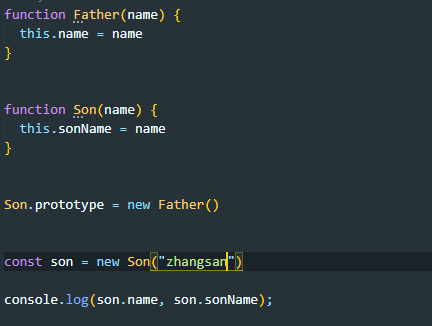 function Father(name) {
  this.name = name
}
function Son(name) {
  this.sonName = name
}
Son.prototype = new Father()
const son = new Son("zhangsan")
console.log(son.name, son.sonName);